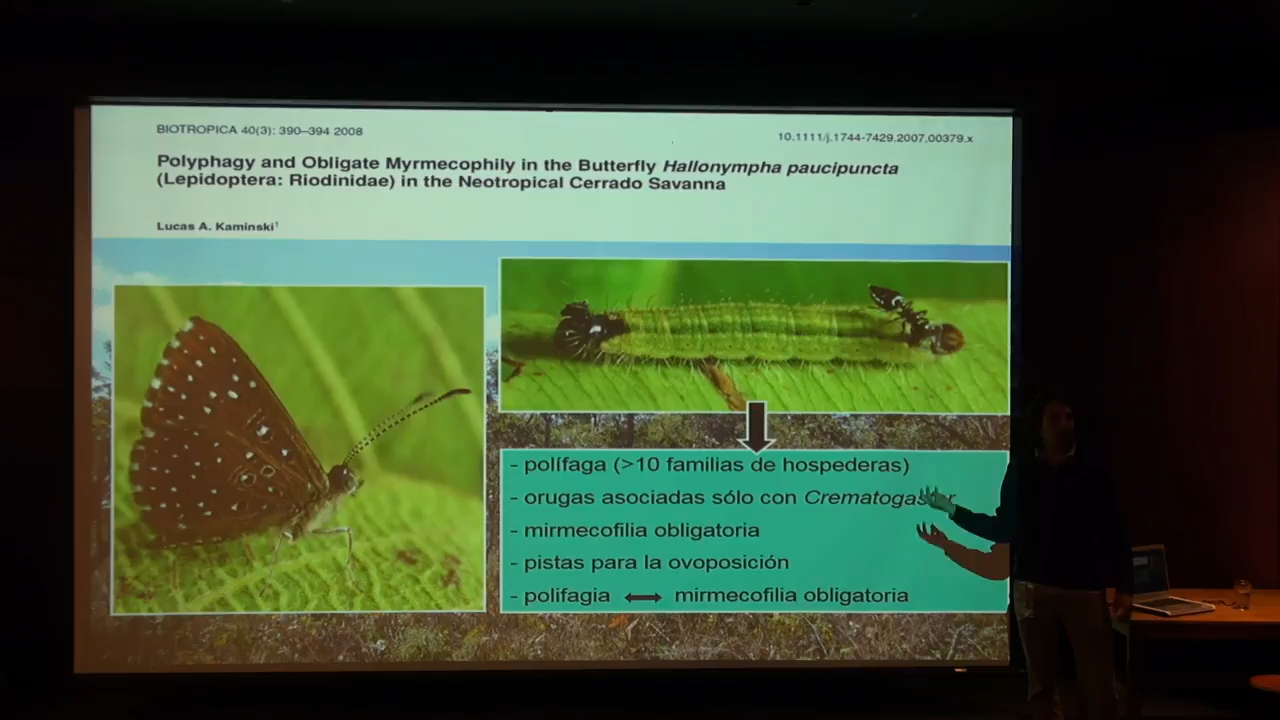 BIOTROPICA 40(3): 390–394 2008
10.1111/j.1744-7429.2007.00379.x
Polyphagy and Obligate Myrmecophily in the Butterfly Hallonympha paucipuncta
(Lepidoptera: Riodinidae) in the Neotropical Cerrado Savanna
Lucas A. Kaminski¹
- polífaga (>10 familias de hospederas)
- orugas asociadas sólo con
- mirmecofilia obligatoria
- pistas para la ovoposición
- polifagia ↔ mirmecofilia obligatoria